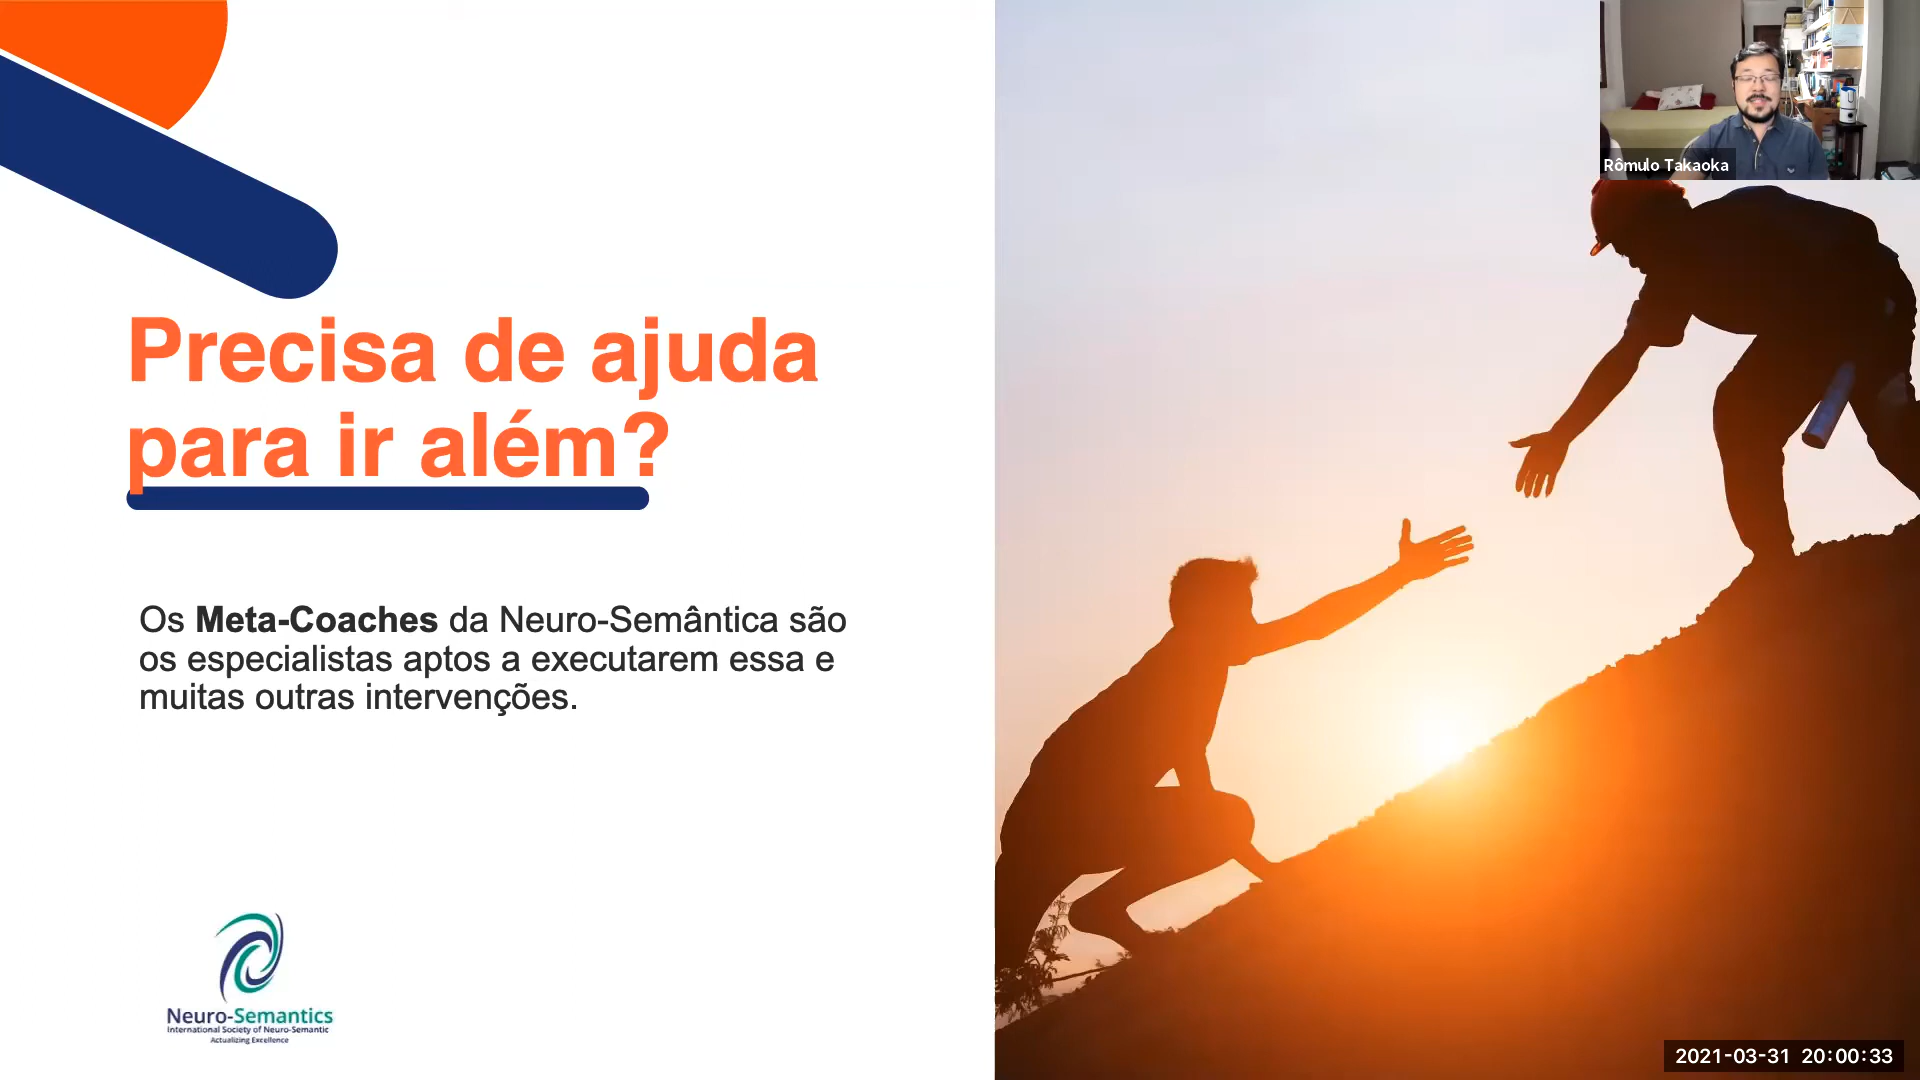 Rômulo Takaoka
Precisa de ajuda
para ir além?
Os Meta-Coaches da Neuro-Semântica são
os especialistas aptos a executarem essa e
muitas outras intervenções.
Neuro-Semantics
International Society of Neuro-Semantic
Actualizing Excellence
2021-03-31 20:00:33